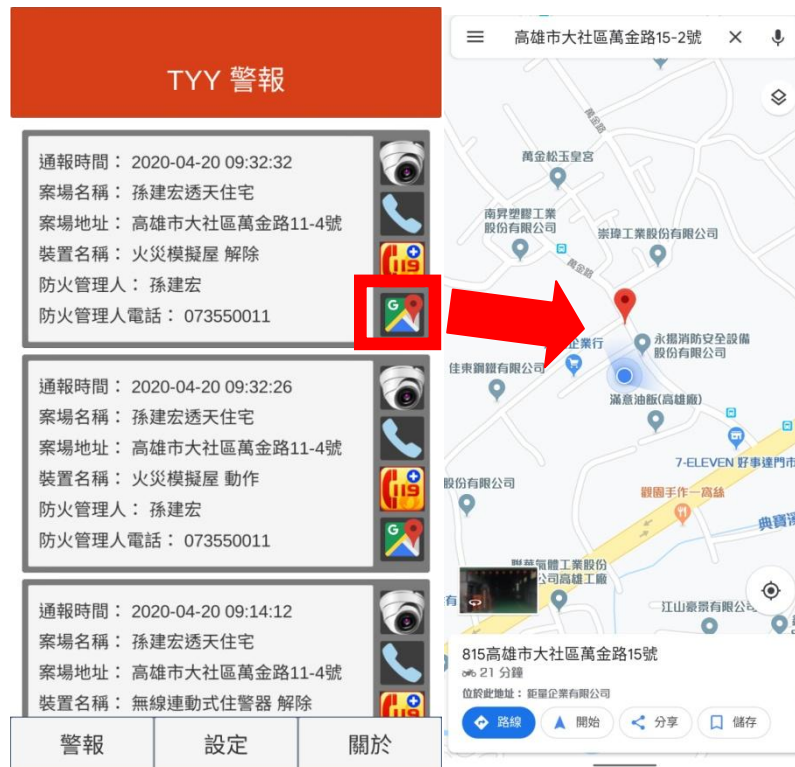 TYY 警報
通報時間： 2020-04-20 09:32:32
案場名稱： 孫建宏透天住宅
案場地址： 高雄市大社區萬金路11-4號
裝置名稱： 火災模擬屋 解除
防火管理人： 孫建宏
防火管理人電話： 073550011
119
G
通報時間： 2020-04-20 09:32:26
案場名稱： 孫建宏透天住宅
案場地址： 高雄市大社區萬金路11-4號
裝置名稱： 火災模擬屋 動作
防火管理人： 孫建宏
防火管理人電話： 073550011
119
G
通報時間： 2020-04-20 09:14:12
案場名稱： 孫建宏透天住宅
案場地址： 高雄市大社區萬金路11-4號
裝置名稱： 無線連動式住警器 解除
119
警報
設定
關於
高雄市大社區萬金路15-2號
萬金路
萬金松玉皇宮
南昇塑膠工業
股份有限公司
崇瑋工業股份有限公司
萬金路
永揚消防安全設備
股份有限公司
企業行
佳東鋼鐵有限公司
滿意油飯(高雄廠)
7-ELEVEN 好事達門市
股份有限公司
觀園手作一窩絲
典寶溪
聯華氣體工業股份
公司高雄工廠
有
江山豪景有限公
815高雄市大社區萬金路15號
21 分鐘
位於此地址： 鉅量企業有限公司
路線
開始
分享
儲存